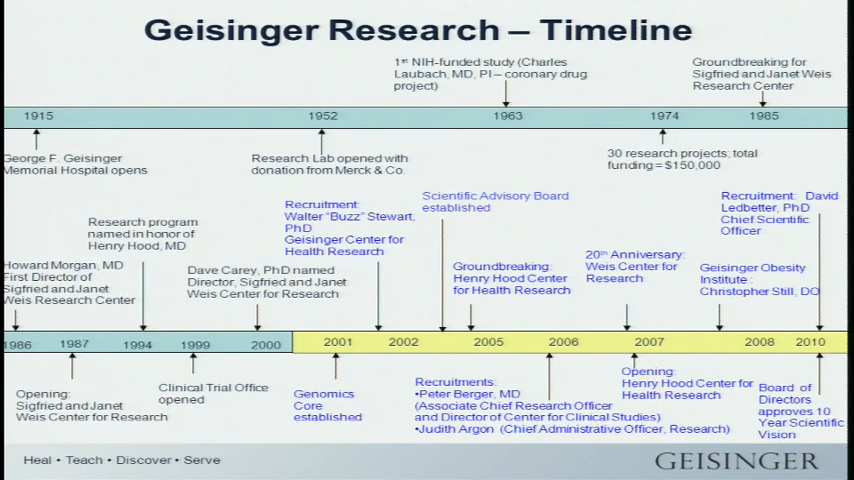 Geisinger Research – Timeline
1st NIH-funded study (Charles
Laubach, MD, PI – coronary drug
project)
Groundbreaking for
Sigfried and Janet Weis
Research Center
1915
1952
1963
1974
1985
George F. Geisinger
Memorial Hospital opens
Research Lab opened with
donation from Merck & Co.
30 research projects; total
funding = $150,000
Howard Morgan, MD
First Director of
Sigfried and Janet
Weis Research Center
Research program
named in honor of
Henry Hood, MD
Dave Carey, PhD named
Director, Sigfried and Janet
Weis Center for Research
Recruitment:
Walter "Buzz" Stewart,
PhD
Geisinger Center for
Health Research
Scientific Advisory Board
established
Groundbreaking:
Henry Hood Center
for Health Research
20th Anniversary:
Weis Center for
Research
Recruitment: David
Ledbetter, PhD
Chief Scientific
Officer
Geisinger Obesity
Institute :
Christopher Still, DO
1986
1987
1994
1999
2000
2001
2002
2005
2006
2007
2008
2010
Opening:
Sigfried and Janet
Weis Center for Research
Clinical Trial Office
opened
Genomics
Core
established
Recruitments:
•Peter Berger, MD
(Associate Chief Research Officer
and Director of Center for Clinical Studies)
•Judith Argon (Chief Administrative Officer, Research)
Opening:
Henry Hood Center for
Health Research
Board of
Directors
approves 10
Year Scientific
Vision
Heal • Teach • Discover • Serve
GEISINGER